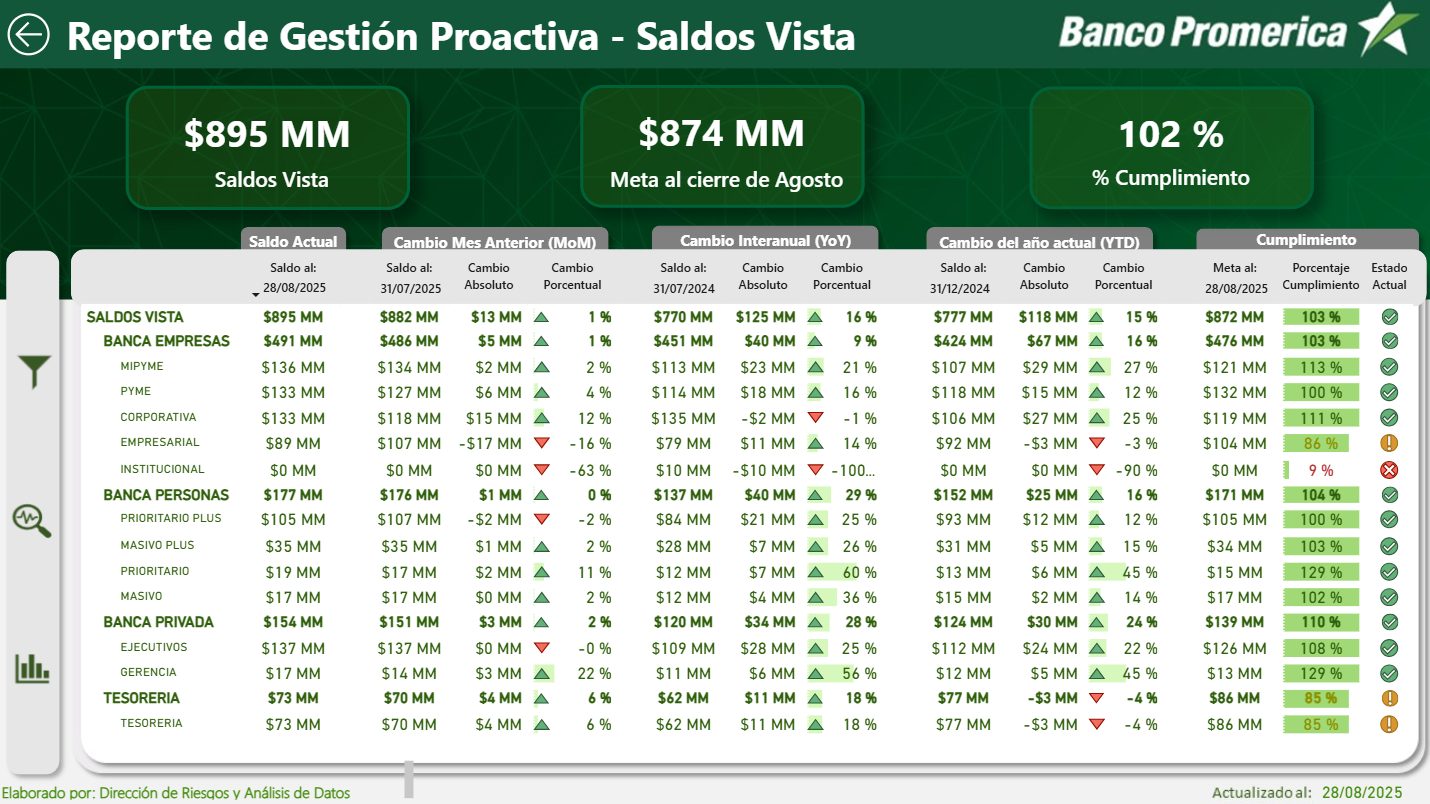 Reporte de Gestión Proactiva - Saldos Vista
Banco Promerica
$895 MM
Saldos Vista
$874 MM
Meta al cierre de Agosto
102 %
% Cumplimiento
Saldo Actual Cambio Mes Anterior (MoM) Cambio Interanual (YoY) Cambio del año actual (YTD) Cumplimiento
Saldo al: Saldo al: Cambio Cambio Saldo al: Cambio Cambio Saldo al: Cambio Cambio Meta al: Porcentaje Estado
28/08/2025 31/07/2025 Absoluto Porcentual 31/07/2024 Absoluto Porcentual 31/12/2024 Absoluto Porcentual 28/08/2025 Cumplimiento Actual
SALDOS VISTA $895 MM $882 MM $13 MM 1 % $770 MM $125 MM 16 % $777 MM $118 MM 15 % $872 MM 103 %
BANCA EMPRESAS $491 MM $486 MM $5 MM 1 % $451 MM $40 MM 9 % $424 MM $67 MM 16 % $476 MM 103 %
MIPYME $136 MM $134 MM $2 MM 2 % $113 MM $23 MM 21 % $107 MM $29 MM 27 % $121 MM 113 %
PYME $133 MM $127 MM $6 MM 4 % $114 MM $18 MM 16 % $118 MM $15 MM 12 % $132 MM 100 %
CORPORATIVA $133 MM $118 MM $15 MM 12 % $135 MM -$2 MM -1 % $106 MM $27 MM 25 % $119 MM 111 %
EMPRESARIAL $89 MM $107 MM -$17 MM -16 % $79 MM $11 MM 14 % $92 MM -$3 MM -3 % $104 MM 86 %
INSTITUCIONAL $0 MM $0 MM $0 MM -63 % $10 MM -$10 MM -100... $0 MM $0 MM -90 % $0 MM 9 %
BANCA PERSONAS $177 MM $176 MM $1 MM 0 % $137 MM $40 MM 29 % $152 MM $25 MM 16 % $171 MM 104 %
PRIORITARIO PLUS $105 MM $107 MM -$2 MM -2 % $84 MM $21 MM 25 % $93 MM $12 MM 12 % $105 MM 100 %
MASIVO PLUS $35 MM $35 MM $1 MM 2 % $28 MM $7 MM 26 % $31 MM $5 MM 15 % $34 MM 103 %
PRIORITARIO $19 MM $17 MM $2 MM 11 % $12 MM $7 MM 60 % $13 MM $6 MM 45 % $15 MM 129 %
MASIVO $17 MM $17 MM $0 MM 2 % $12 MM $4 MM 36 % $15 MM $2 MM 14 % $17 MM 102 %
BANCA PRIVADA $154 MM $151 MM $3 MM 2 % $120 MM $34 MM 28 % $124 MM $30 MM 24 % $139 MM 110 %
EJECUTIVOS $137 MM $137 MM $0 MM -0 % $109 MM $28 MM 25 % $112 MM $24 MM 22 % $126 MM 108 %
GERENCIA $17 MM $14 MM $3 MM 22 % $11 MM $6 MM 56 % $12 MM $5 MM 45 % $13 MM 129 %
TESORERIA $73 MM $70 MM $4 MM 6 % $62 MM $11 MM 18 % $77 MM -$3 MM -4 % $86 MM 85 %
TESORERIA $73 MM $70 MM $4 MM 6 % $62 MM $11 MM 18 % $77 MM -$3 MM -4 % $86 MM 85 %
Elaborado por: Dirección de Riesgos y Análisis de Datos
Actualizado al: 28/08/2025